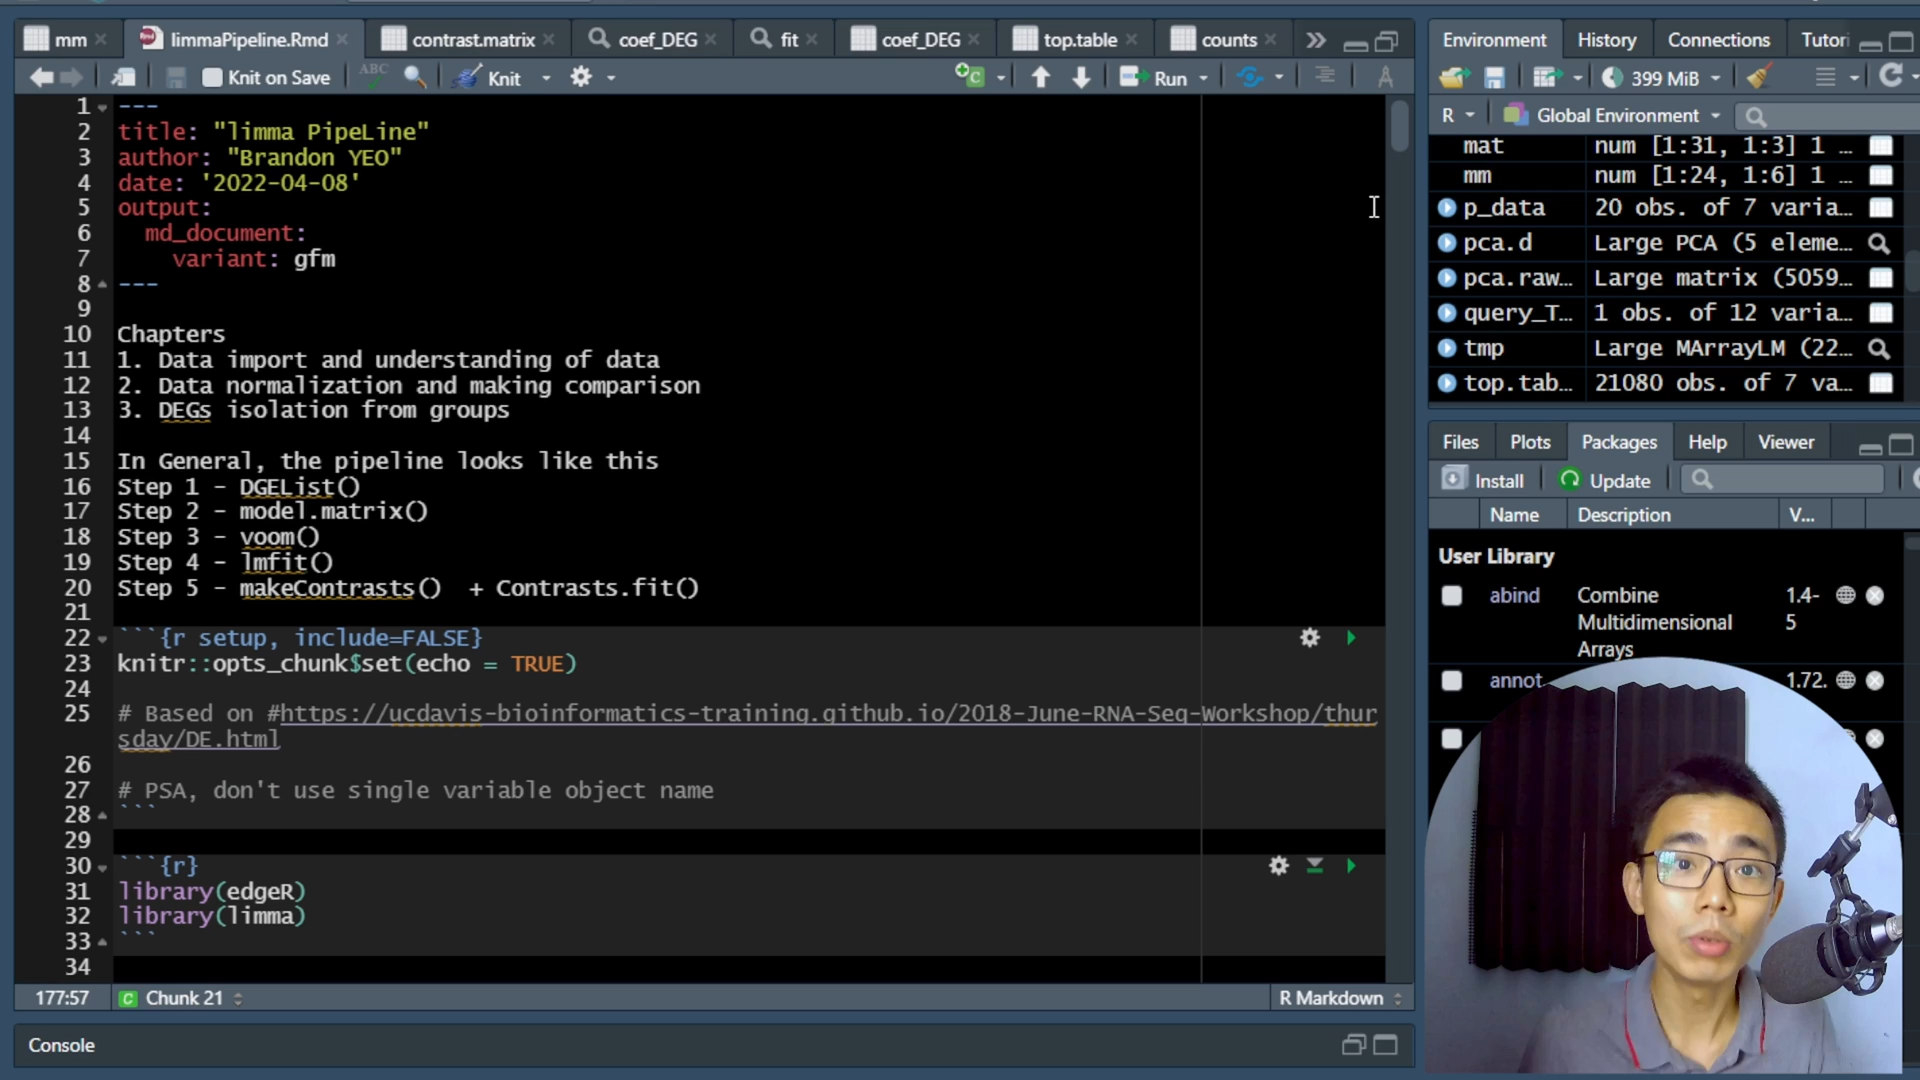 mm
limmaPipeline.Rmd
contrast.matrix
coef_DEG
fit
coef_DEG
top.table
counts
Knit on Save
ABC
Knit
Run
1 ---
2 title: "limma PipeLine"
3 author: "Brandon YEO"
4 date: '2022-04-08'
5 output:
6 md_document:
7 variant: gfm
8 ---
9
10 Chapters
11 1. Data import and understanding of data
12 2. Data normalization and making comparison
13 3. DEGs isolation from groups
14
15 In General, the pipeline looks like this
16 Step 1 - DGEList()
17 Step 2 - model.matrix()
18 Step 3 - voom()
19 Step 4 - lmfit()
20 Step 5 - makeContrasts()  + Contrasts.fit()
21
22 ```{r setup, include=FALSE}
23 knitr::opts_chunk$set(echo = TRUE)
24
25 # Based on #https://ucdavis-bioinformatics-training.github.io/2018-June-RNA-Seq-Workshop/thur
sday/DE.html
26
27 # PSA, don't use single variable object name
28 ```
29
30 ```{r}
31 library(edgeR)
32 library(limma)
33 ```
34
177:57
C Chunk 21
R Markdown
Console
Environment
History
Connections
Tutori
399 MiB
R
Global Environment
mat num [1:31, 1:3] 1 ...
mm num [1:24, 1:6] 1 ...
p_data 20 obs. of 7 varia...
pca.d Large PCA (5 eleme...
pca.raw... Large matrix (5059...
query_T... 1 obs. of 12 varia...
tmp Large MArrayLM (22...
top.tab... 21080 obs. of 7 va...
Files
Plots
Packages
Help
Viewer
Install
Update
Name
Description
V...
User Library
abind Combine 1.4-
Multidimensional 5
Arrays
annot 1.72.